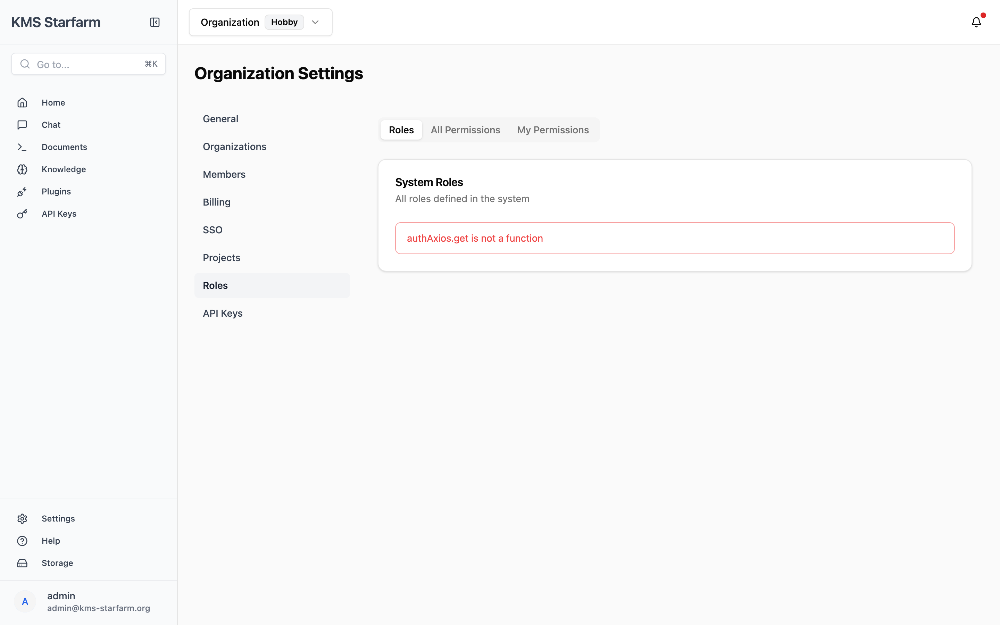 KMS Starfarm
Go to...
⌘K
Home
Chat
Documents
Knowledge
Plugins
API Keys
Settings
Help
Storage
A
admin
admin@kms-starfarm.org
Organization Hobby
Organization Settings
General
Organizations
Members
Billing
SSO
Projects
Roles
API Keys
Roles All Permissions My Permissions
System Roles
All roles defined in the system
authAxios.get is not a function